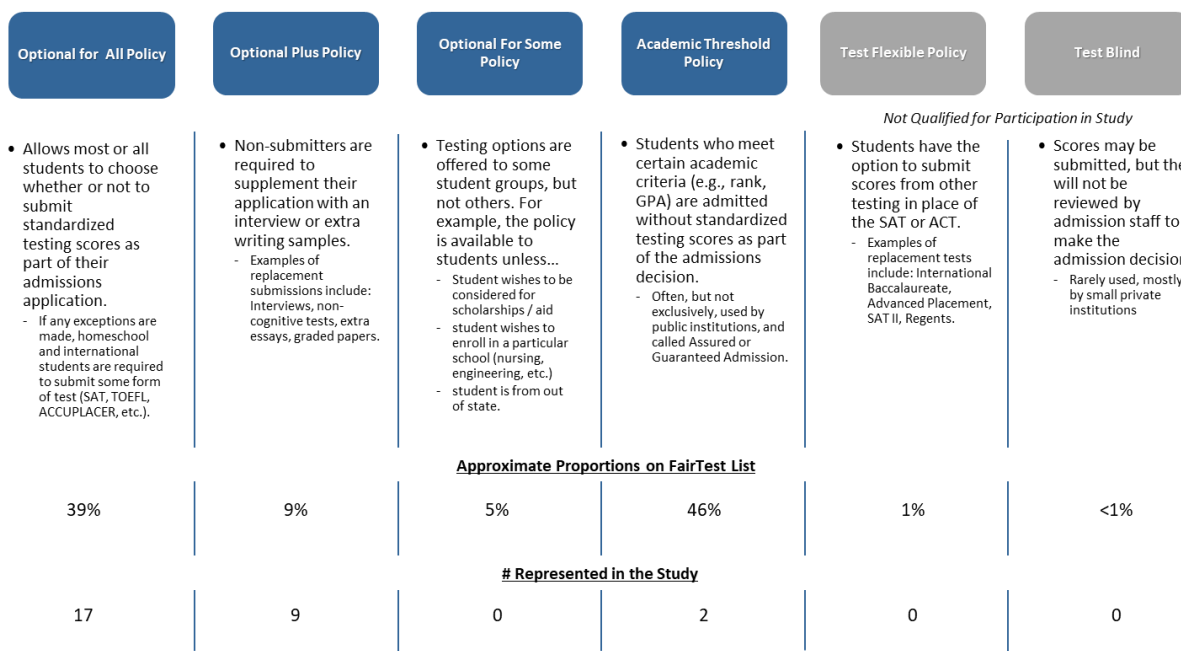 Optional for All Policy
Optional Plus Policy
Optional For Some
Policy
Academic Threshold
Policy
Test Flexible Policy
Test Blind
Not Qualified for Participation in Study
• Allows most or all
students to choose
whether or not to
submit
standardized
testing scores as
part of their
admissions
application.
- If any exceptions are
made, homeschool
and international
students are required
to submit some form
of test (SAT, TOEFL,
ACCUPLACER, etc.).
• Non-submitters are
required to
supplement their
application with an
interview or extra
writing samples.
- Examples of
replacement
submissions include:
Interviews, non-
cognitive tests, extra
essays, graded papers.
• Testing options are
offered to some
student groups, but
not others. For
example, the policy
is available to
students unless...
- Student wishes to be
considered for
scholarships / aid
- student wishes to
enroll in a particular
school (nursing,
engineering, etc.)
- student is from out
of state.
• Students who meet
certain academic
criteria (e.g., rank,
GPA) are admitted
without standardized
testing scores as part
of the admissions
decision.
- Often, but not
exclusively, used by
public institutions, and
called Assured or
Guaranteed Admission.
• Students have the
option to submit
scores from other
testing in place of
the SAT or ACT.
- Examples of
replacement tests
include: International
Baccalaureate,
Advanced Placement,
SAT II, Regents.
• Scores may be
submitted, but the
will not be
reviewed by
admission staff to
make the
admission decision
- Rarely used, mostly
by small private
institutions
Approximate Proportions on FairTest List
39%
9%
5%
46%
1%
<1%
# Represented in the Study
17
9
0
2
0
0